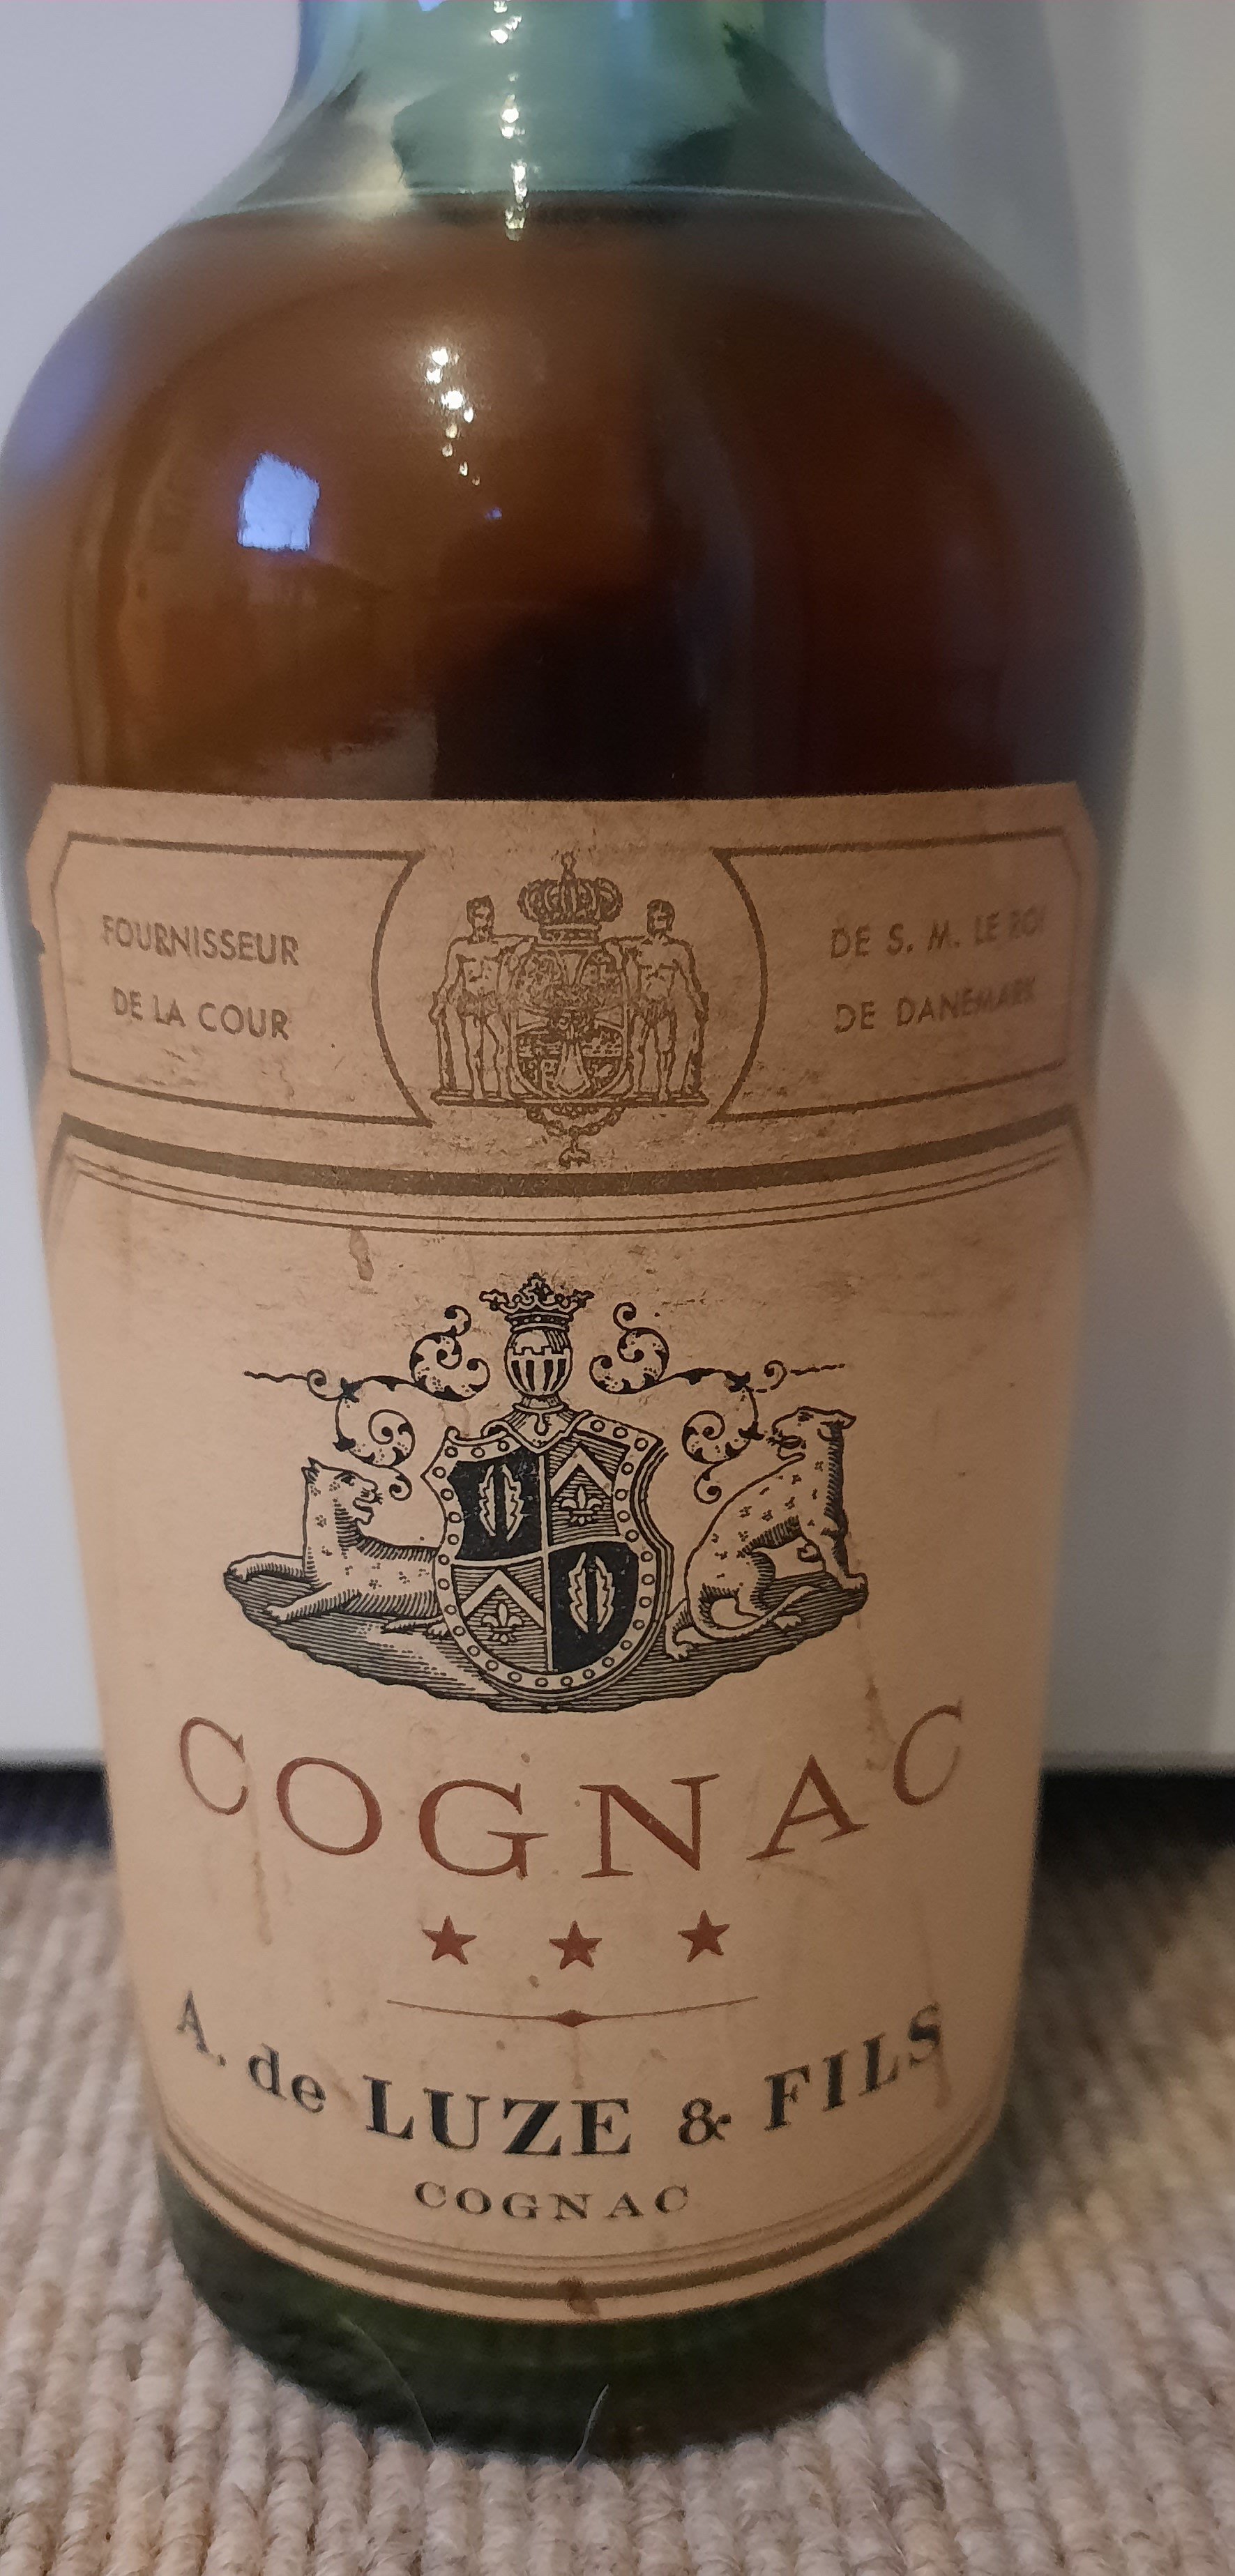 FOURNISSEUR
DE LA COUR
DE S. M. LE ROI
DE DANEMARK
COGNAC
★ ★ ★
A. de LUZE & FILS
COGNAC